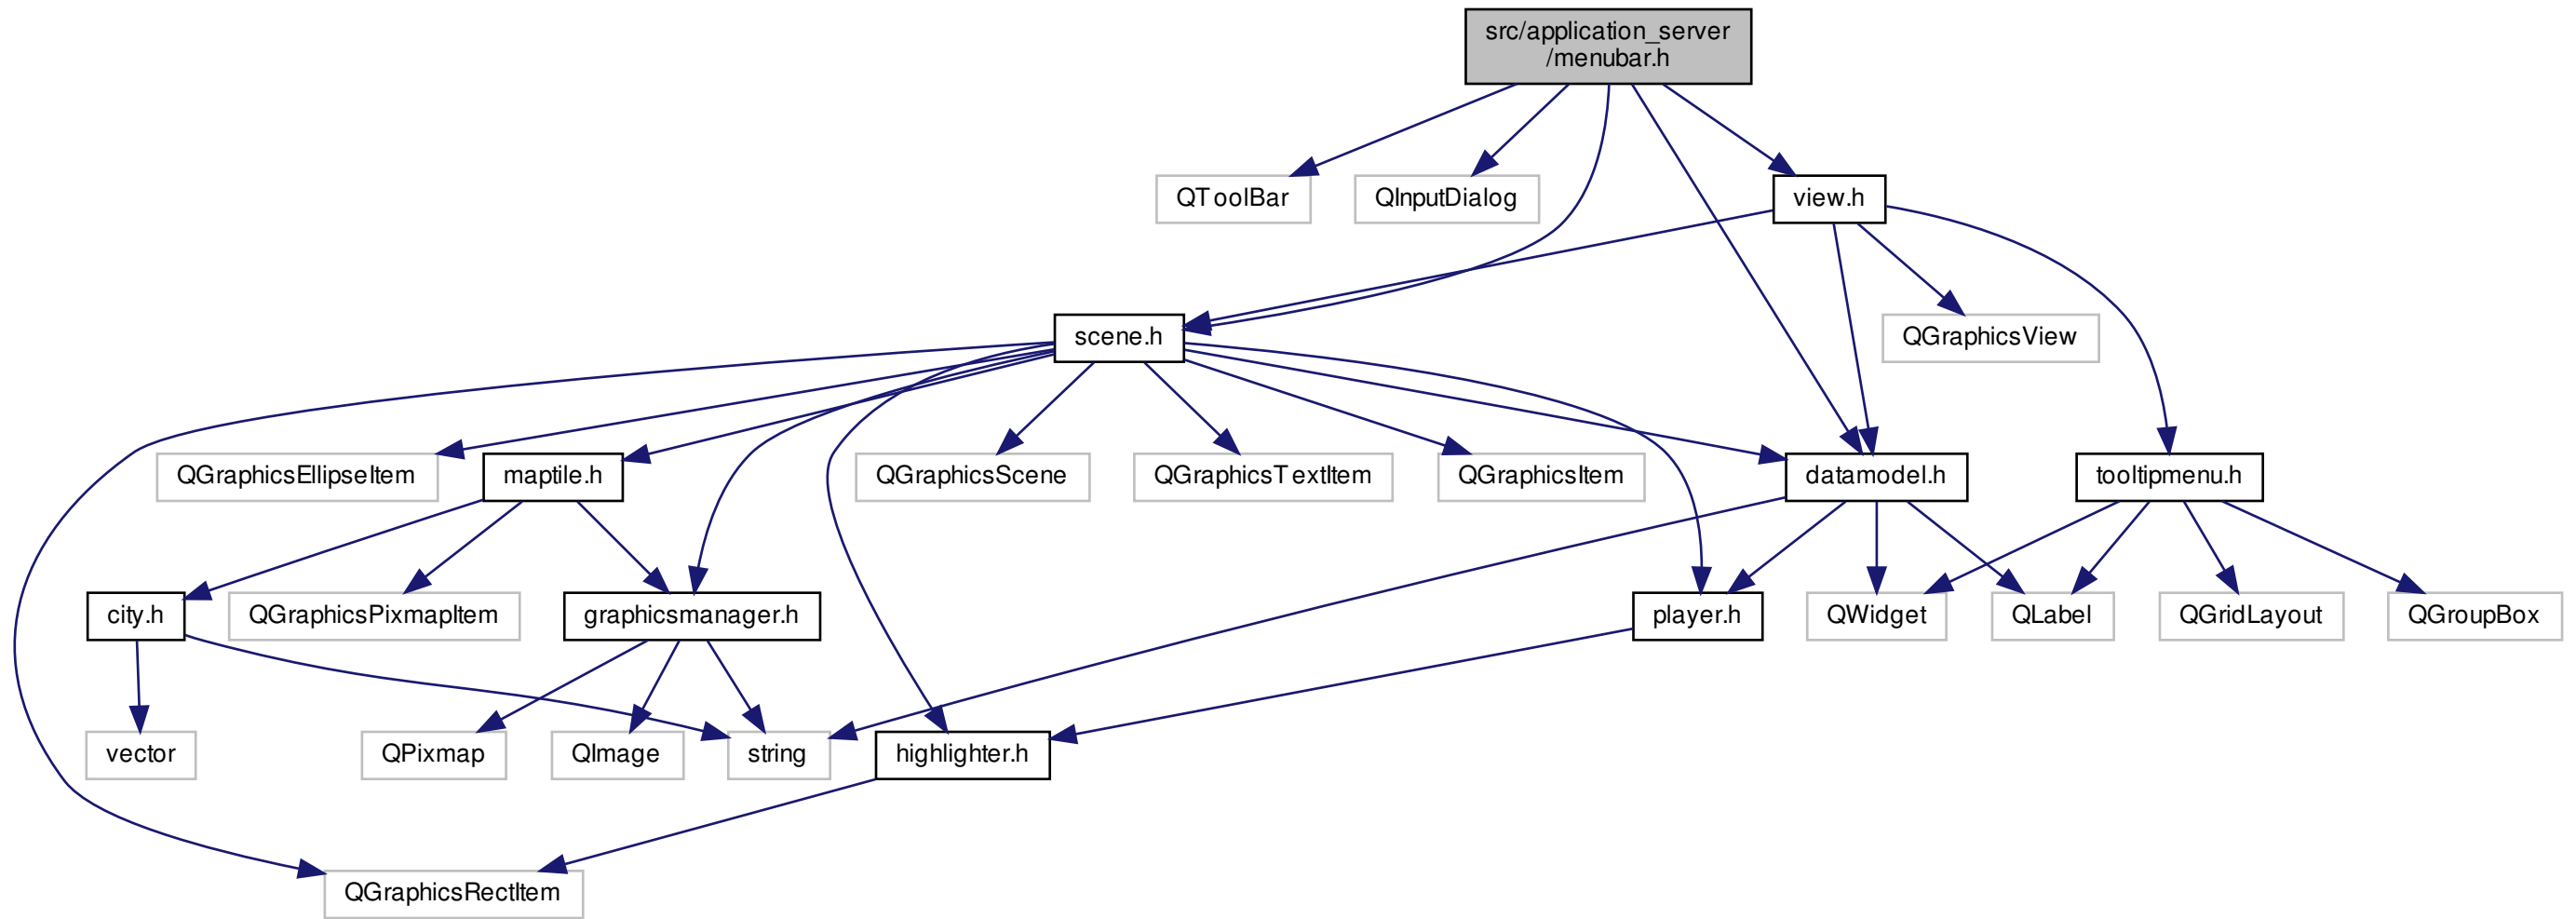 src/application_server
/menubar.h
QToolBar
QInputDialog
view.h
scene.h
QGraphicsView
QGraphicsEllipseItem
maptile.h
QGraphicsScene
QGraphicsTextItem
QGraphicsItem
datamodel.h
tooltipmenu.h
city.h
QGraphicsPixmapItem
graphicsmanager.h
player.h
QWidget
QLabel
QGridLayout
QGroupBox
vector
QPixmap
QImage
string
highlighter.h
QGraphicsRectItem